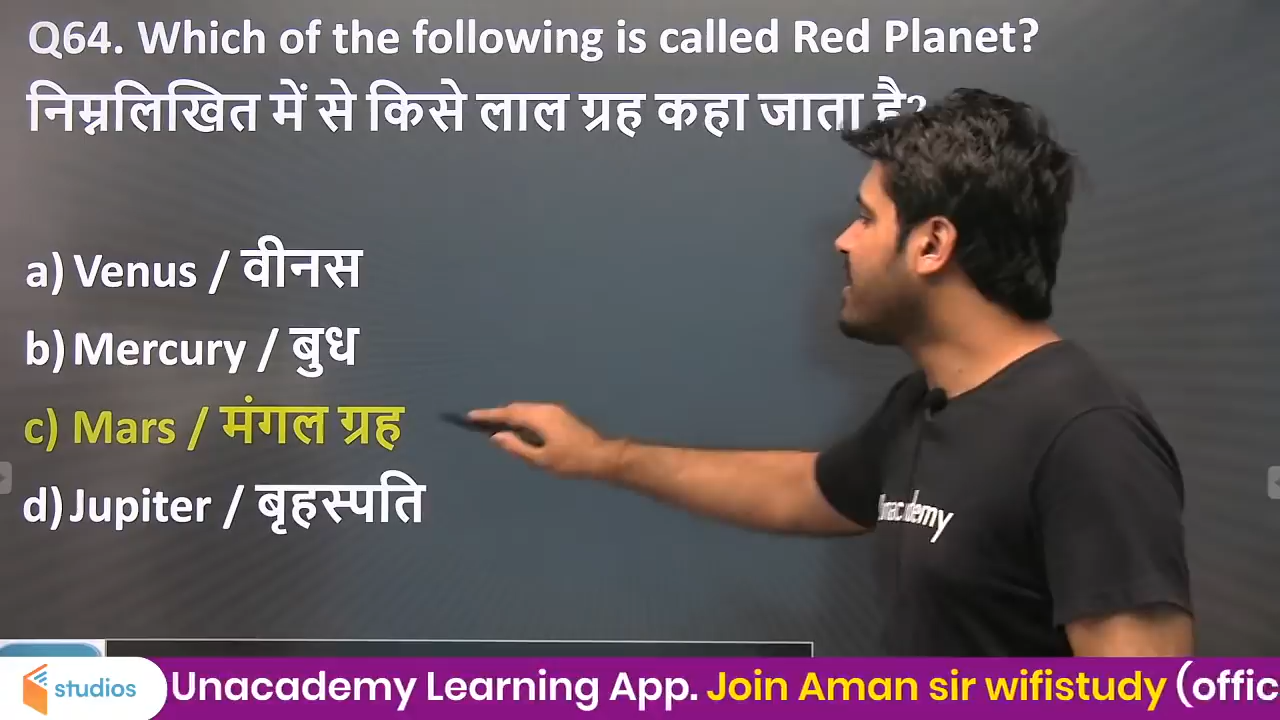 Q64. Which of the following is called Red Planet?
निम्नलिखित में से किसे लाल ग्रह कहा जाता है?
a) Venus / वीनस
b) Mercury / बुध
c) Mars / मंगल ग्रह
d) Jupiter / बृहस्पति
unacademy
studios
Unacademy Learning App. Join Aman sir wifistudy (offic